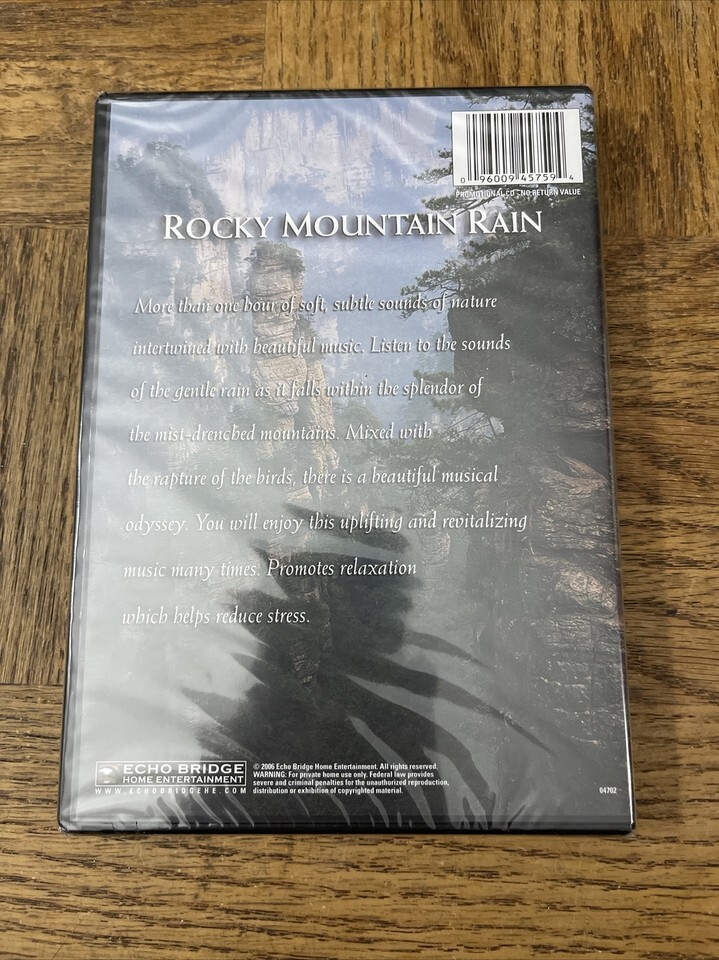 0 96009 45759 4
PROMOTIONAL CD - NO RETURN VALUE
ROCKY MOUNTAIN RAIN
More than one hour of soft, subtle sounds of nature
intertwined with beautiful music. Listen to the sounds
of the gentle rain as it falls within the splendor of
the mist-drenched mountains. Mixed with
the rapture of the birds, there is a beautiful musical
odyssey. You will enjoy this uplifting and revitalizing
music many times. Promotes relaxation
which helps reduce stress.
ECHO BRIDGE
HOME ENTERTAINMENT
WWW.ECHOBRIDGEHE.COM
© 2006 Echo Bridge Home Entertainment. All rights reserved.
WARNING: For private home use only. Federal law provides
severe and criminal penalties for the unauthorized reproduction,
distribution or exhibition of copyrighted material.
04702